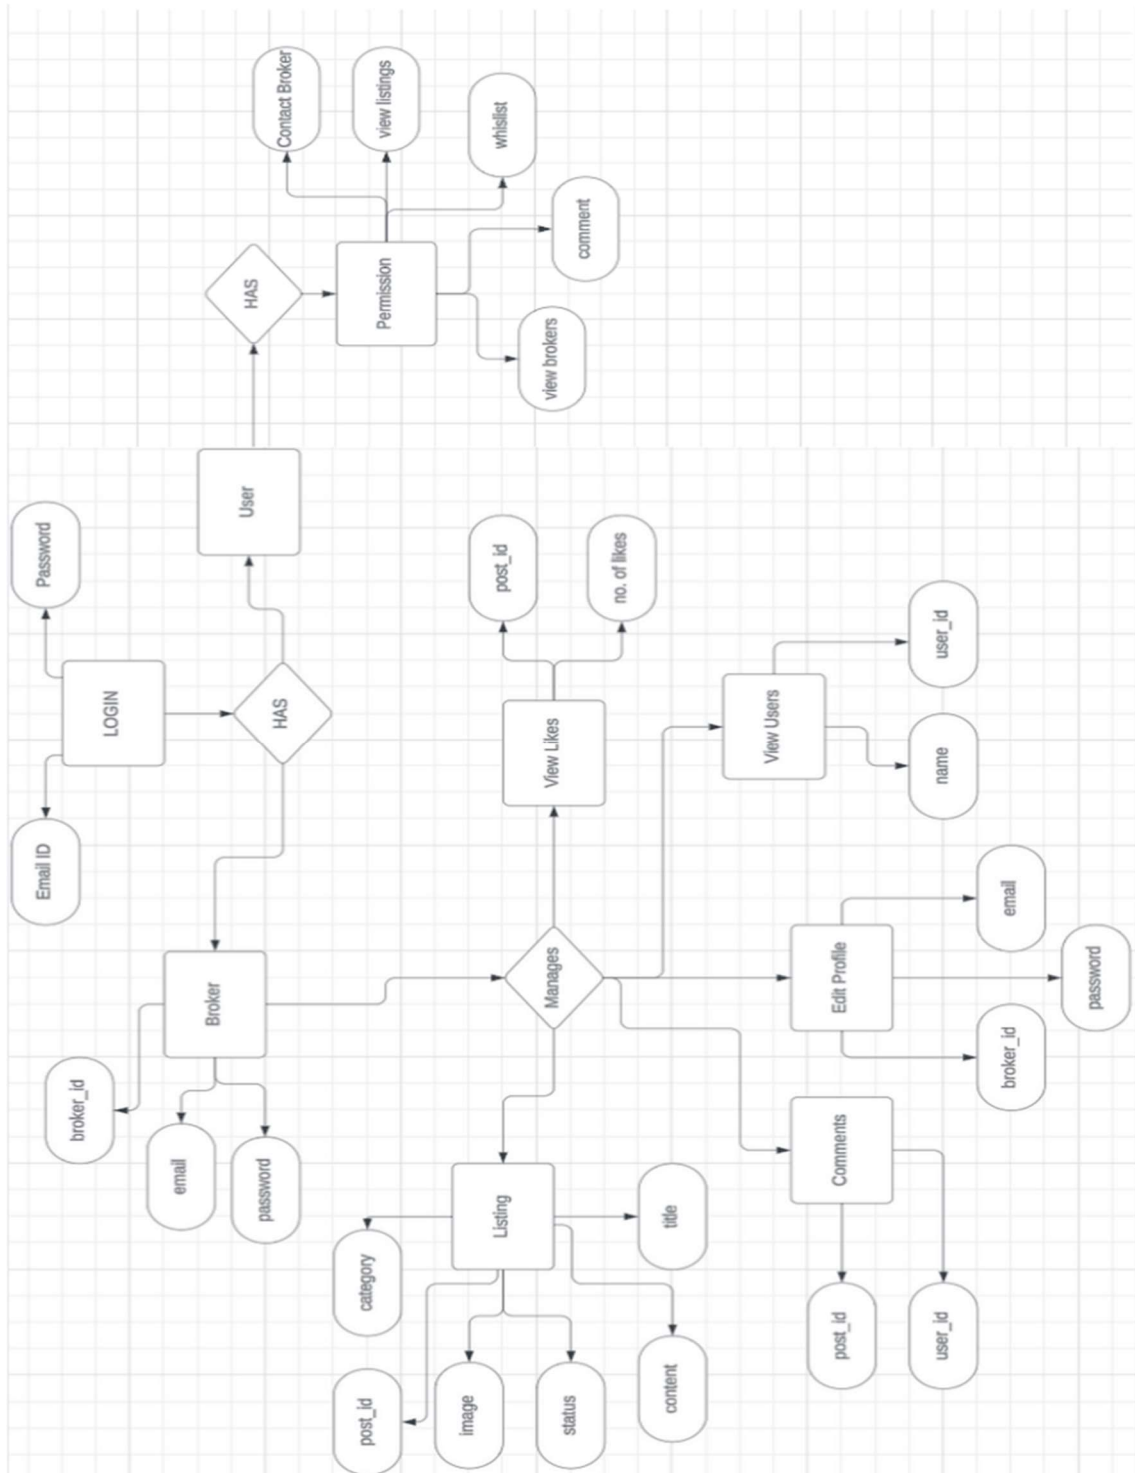 Email ID
Password
broker_id
LOGIN
email
Broker
User
HAS
password
HAS
Contact Broker
post_id
category
Permission
view listings
image
Listing
post_id
whislist
Manages
View Likes
view brokers
status
comment
no. of likes
content
title
View Users
post_id
Comments
Edit Profile
user_id
name
user_id
broker_id
email
password